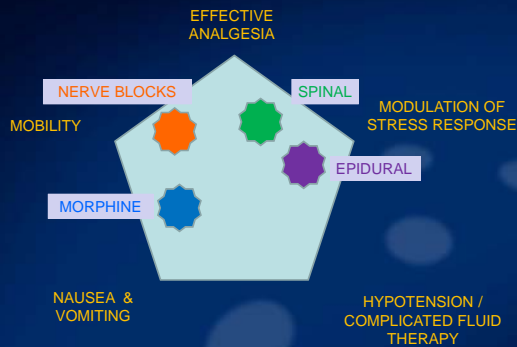 EFFECTIVE
ANALGESIA
NERVE BLOCKS
SPINAL
MOBILITY
MODULATION OF
STRESS RESPONSE
EPIDURAL
MORPHINE
NAUSEA &
VOMITING
HYPOTENSION /
COMPLICATED FLUID
THERAPY